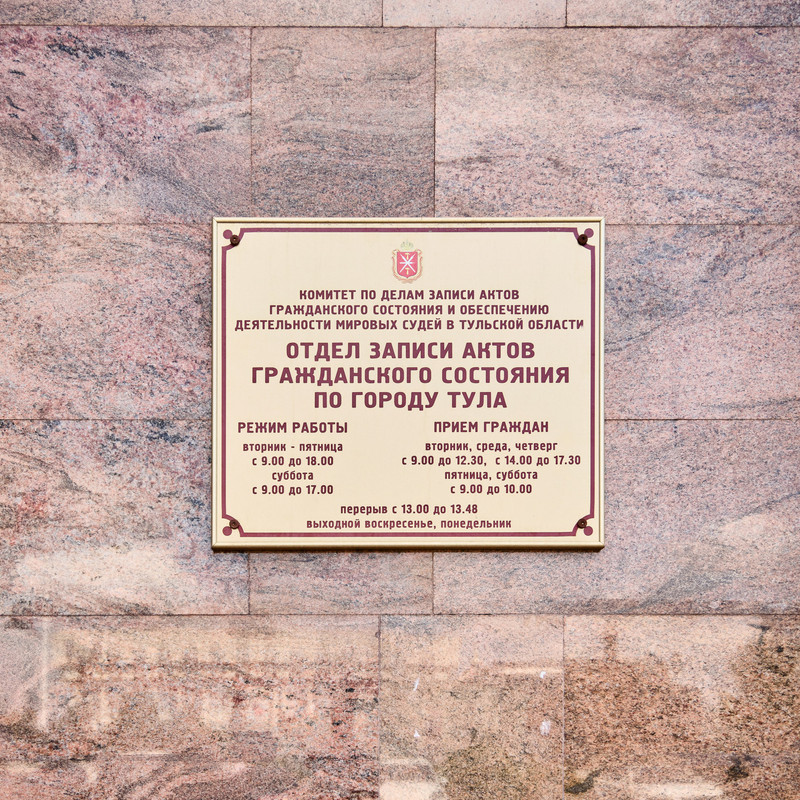 КОМИТЕТ ПО ДЕЛАМ ЗАПИСИ АКТОВ
ГРАЖДАНСКОГО СОСТОЯНИЯ И ОБЕСПЕЧЕНИЮ
ДЕЯТЕЛЬНОСТИ МИРОВЫХ СУДЕЙ В ТУЛЬСКОЙ ОБЛАСТИ
ОТДЕЛ ЗАПИСИ АКТОВ
ГРАЖДАНСКОГО СОСТОЯНИЯ
ПО ГОРОДУ ТУЛА
РЕЖИМ РАБОТЫ
вторник - пятница
с 9.00 до 18.00
суббота
с 9.00 до 17.00
ПРИЕМ ГРАЖДАН
вторник, среда, четверг
с 9.00 до 12.30, с 14.00 до 17.30
пятница, суббота
с 9.00 до 10.00
перерыв с 13.00 до 13.48
выходной воскресенье, понедельник